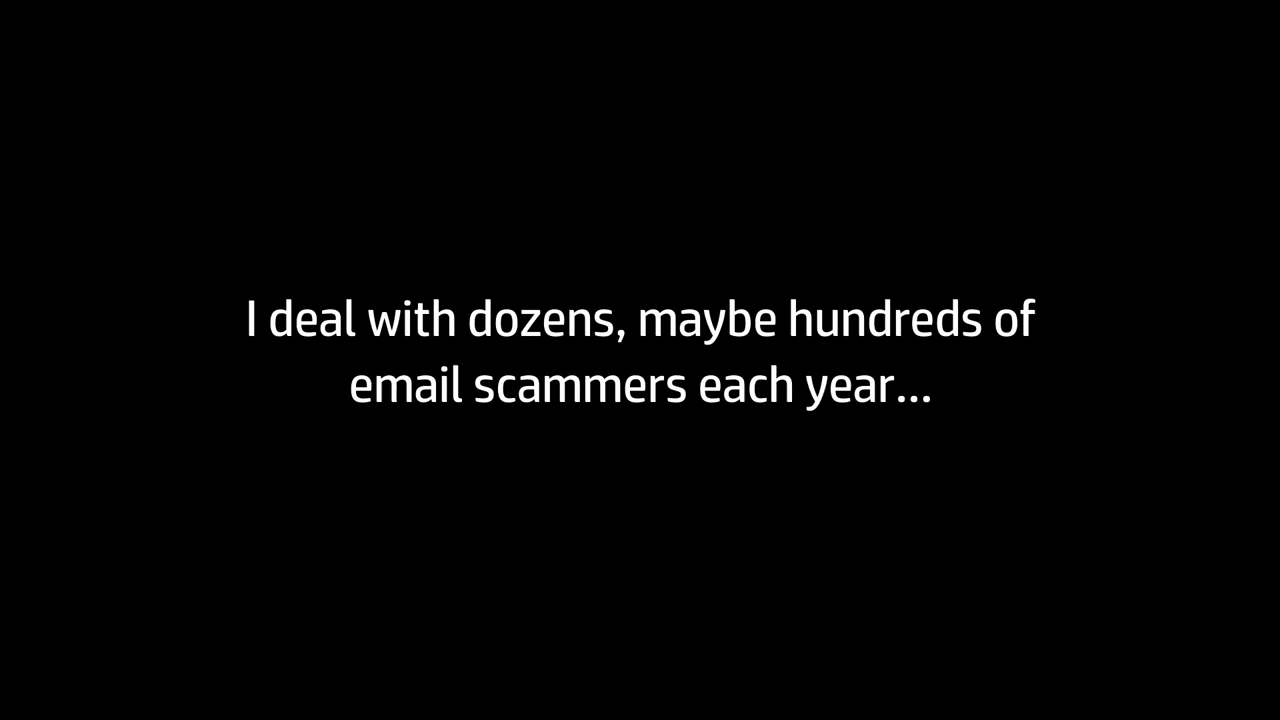 I deal with dozens, maybe hundreds of
email scammers each year...